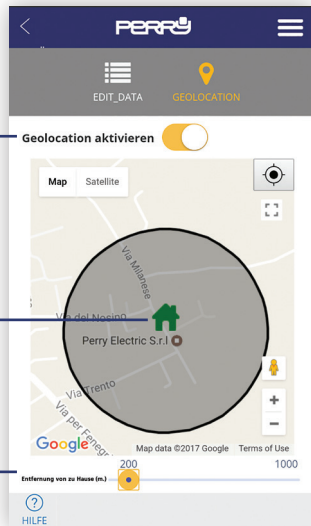 PERRY
EDIT_DATA
GEOLOCATION
Geolocation aktivieren
Map Satellite
Via Milanese
Via del Nosino
Perry Electric S.r.l
Via Trento
Via per Feneg
Google
Map data ©2017 Google Terms of Use
200 1000
Entfernung von zu Hause (m.)
HILFE